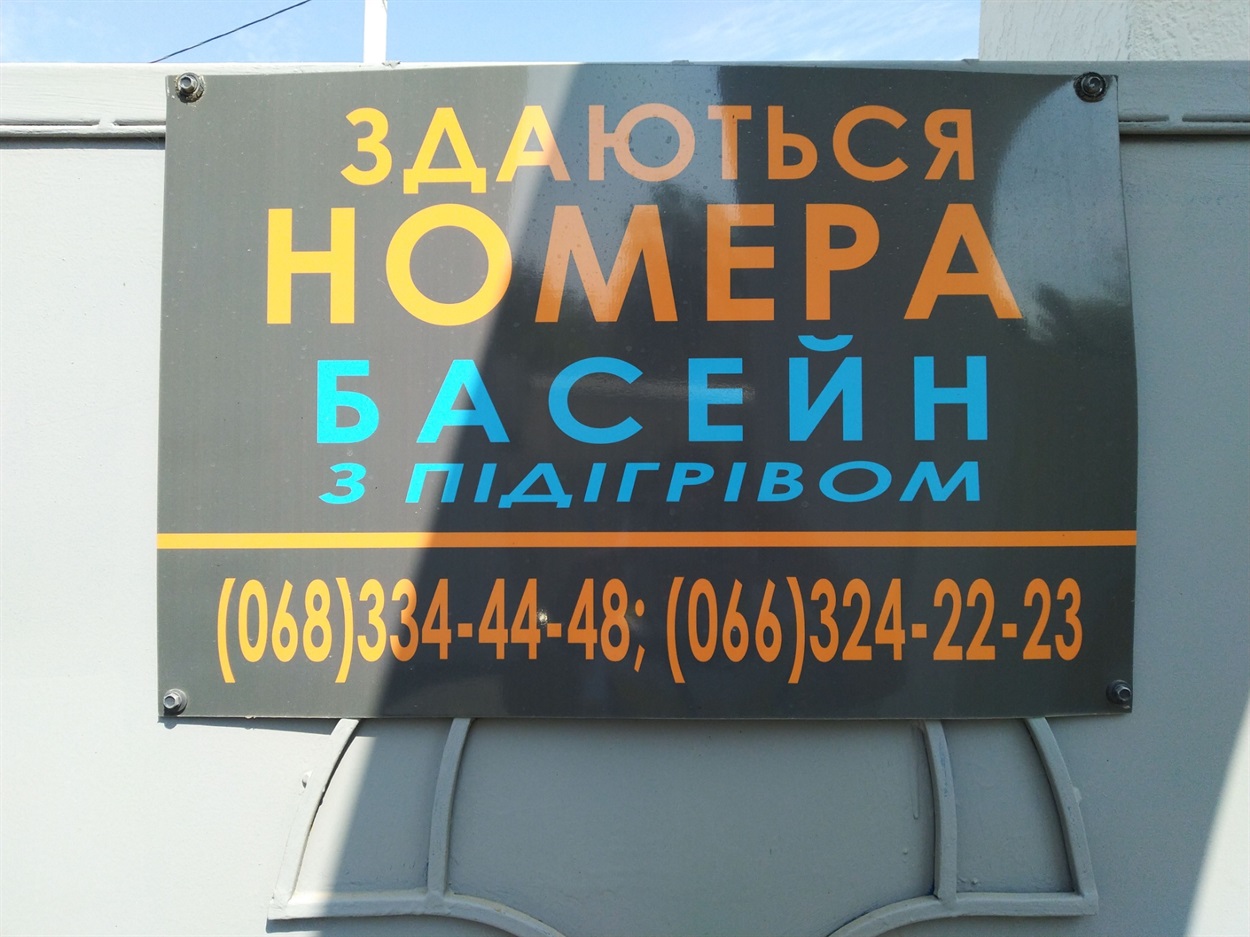 ЗДАЮТЬСЯ
НОМЕРА
БАСЕЙН
З ПІДІГРІВОМ
(068)334-44-48; (066)324-22-23